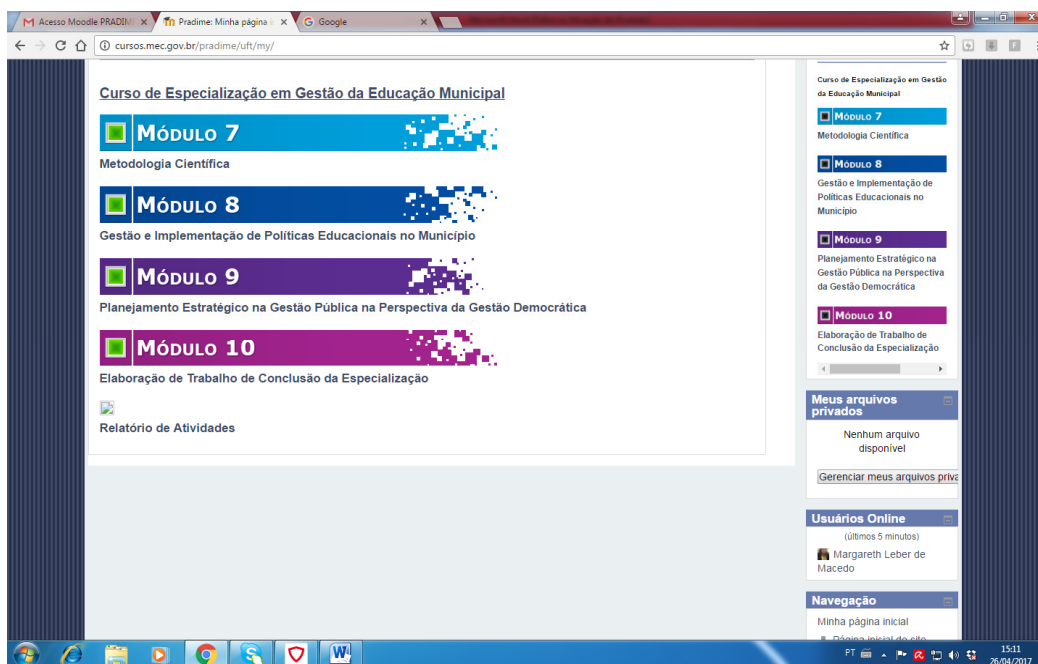 Acesso Moodle PRADIM
Pradime: Minha página i
Google
cursos.mec.gov.br/pradime/uft/my/
Curso de Especialização em Gestão da Educação Municipal
MÓDULO 7
Metodologia Científica
MÓDULO 8
Gestão e Implementação de Políticas Educacionais no Município
MÓDULO 9
Planejamento Estratégico na Gestão Pública na Perspectiva da Gestão Democrática
MÓDULO 10
Elaboração de Trabalho de Conclusão da Especialização
Relatório de Atividades
Curso de Especialização em Gestão
da Educação Municipal
MÓDULO 7
Metodologia Científica
MÓDULO 8
Gestão e Implementação de
Políticas Educacionais no
Município
MÓDULO 9
Planejamento Estratégico na
Gestão Pública na Perspectiva
da Gestão Democrática
MÓDULO 10
Elaboração de Trabalho de
Conclusão da Especialização
Meus arquivos
privados
Nenhum arquivo
disponível
Gerenciar meus arquivos priva
Usuários Online
(últimos 5 minutos)
Margareth Leber de
Macedo
Navegação
Minha página inicial
Página inicial do site
PT
15:11
26/04/2017